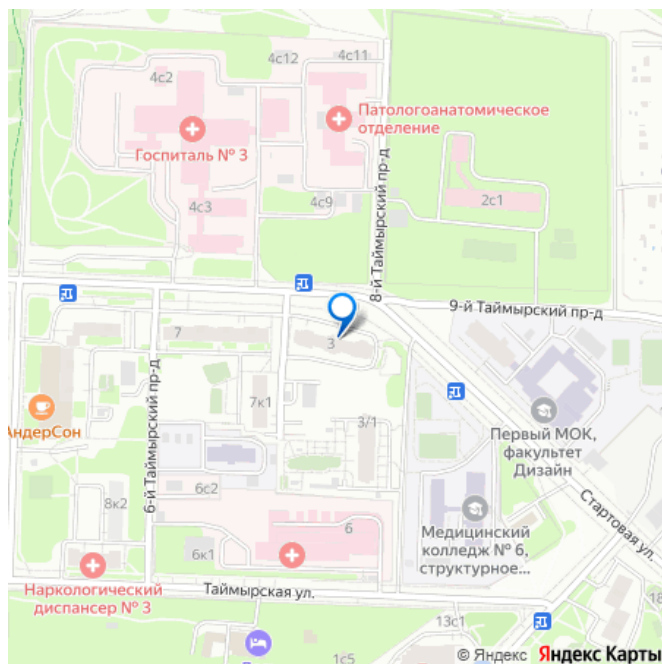 4с12
4с11
4с2
Патологоанатомическое
отделение
Госпиталь № 3
8-й Таймырский пр-д
2с1
4с3
4с9
9-й Таймырский пр-д
7
3
6-й Таймырский пр-д
7к1
АндерСон
3/1
Первый МОК,
факультет
Дизайн
6с2
8к2
6
Стартовая ул.
Медицинский
колледж № 6,
структурное...
6к1
Наркологический
диспансер № 3
Таймырская ул.
13с1
1с5
© Яндекс Яндекс Карты